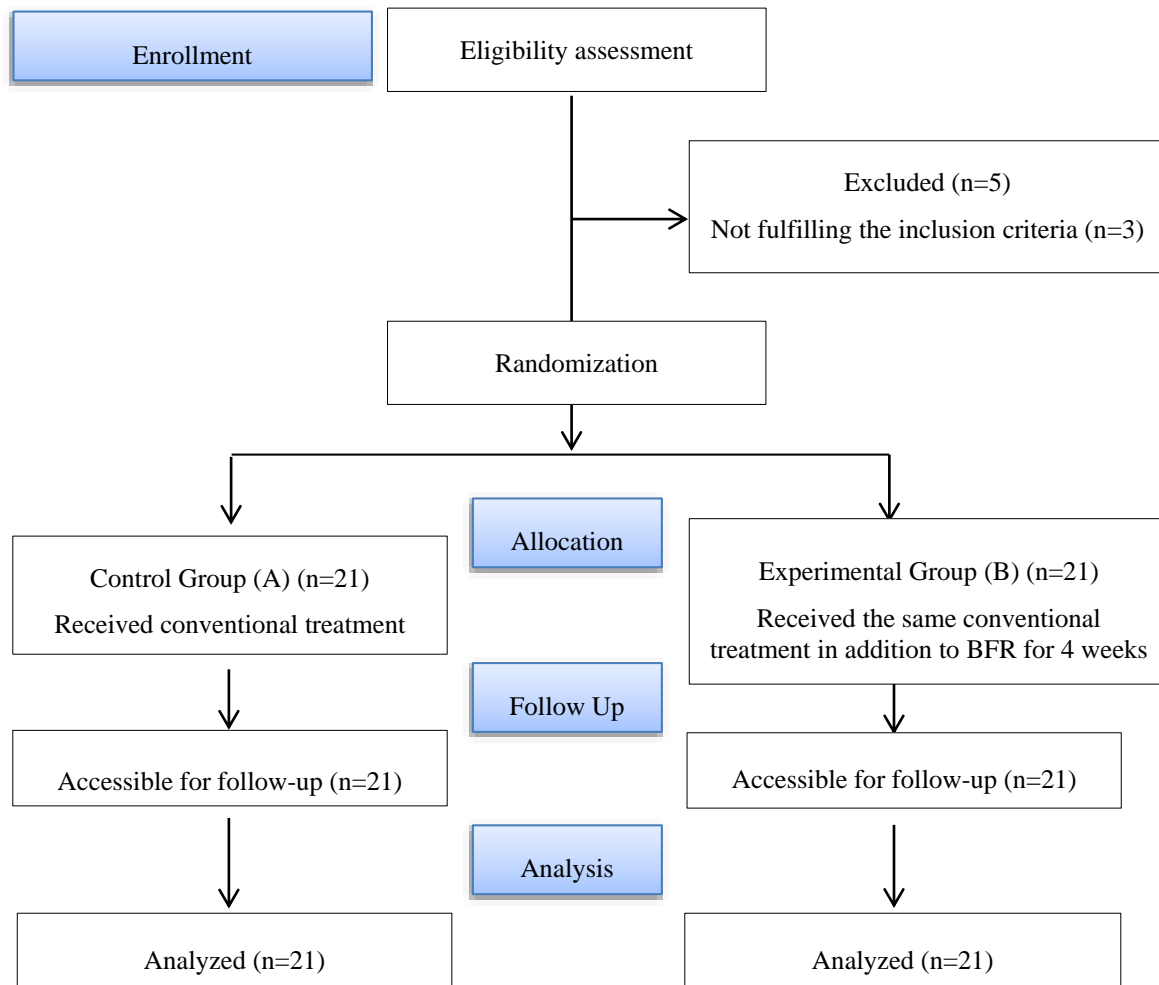 Enrollment
Eligibility assessment
Excluded (n=5)
Not fulfilling the inclusion criteria (n=3)
Randomization
Allocation
Control Group (A) (n=21)
Received conventional treatment
Experimental Group (B) (n=21)
Received the same conventional
treatment in addition to BFR for 4 weeks
Follow Up
Accessible for follow-up (n=21)
Accessible for follow-up (n=21)
Analysis
Analyzed (n=21)
Analyzed (n=21)